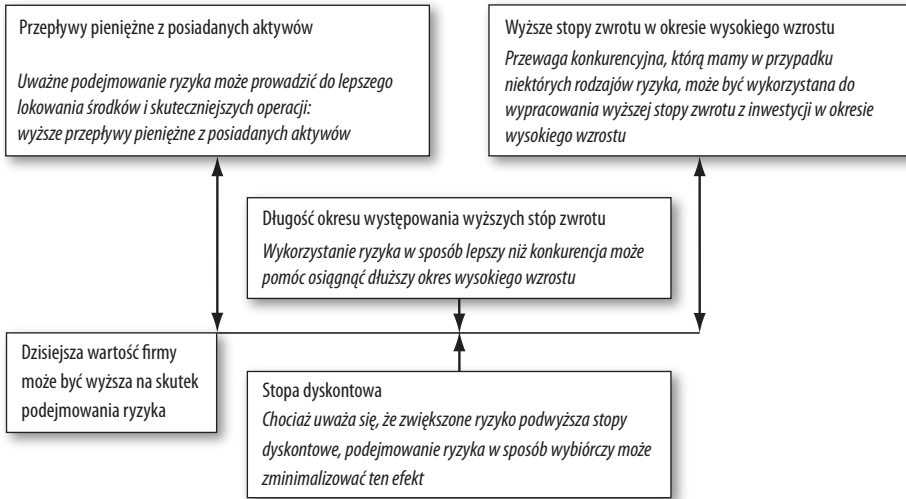 Przepływy pieniężne z posiadanych aktywów
Uważne podejmowanie ryzyka może prowadzić do lepszego
lokowania środków i skuteczniejszych operacji:
wyższe przepływy pieniężne z posiadanych aktywów
Wyższe stopy zwrotu w okresie wysokiego wzrostu
Przewaga konkurencyjna, którą mamy w przypadku
niektórych rodzajów ryzyka, może być wykorzystana do
wypracowania wyższej stopy zwrotu z inwestycji w okresie
wysokiego wzrostu
Długość okresu występowania wyższych stóp zwrotu
Wykorzystanie ryzyka w sposób lepszy niż konkurencja może
pomóc osiągnąć dłuższy okres wysokiego wzrostu
Dzisiejsza wartość firmy
może być wyższa na skutek
podejmowania ryzyka
Stopa dyskontowa
Chociaż uważa się, że zwiększone ryzyko podwyższa stopy
dyskontowe, podejmowanie ryzyka w sposób wybiórczy może
zminimalizować ten efekt